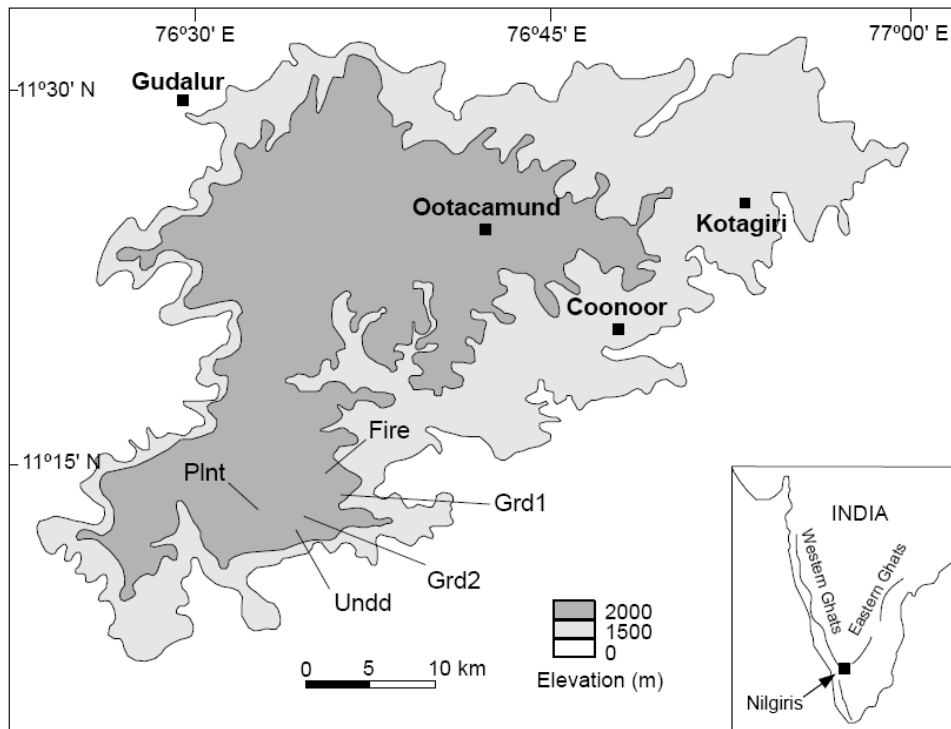 76º30' E
76º45' E
77º00' E
11º30' N
Gudalur
Ootacamund
Kotagiri
Coonoor
Fire
11º15' N
Plnt
Grd1
Grd2
Undd
2000
1500
0
Elevation (m)
0 5 10 km
INDIA
Western Ghats
Eastern Ghats
Nilgiris